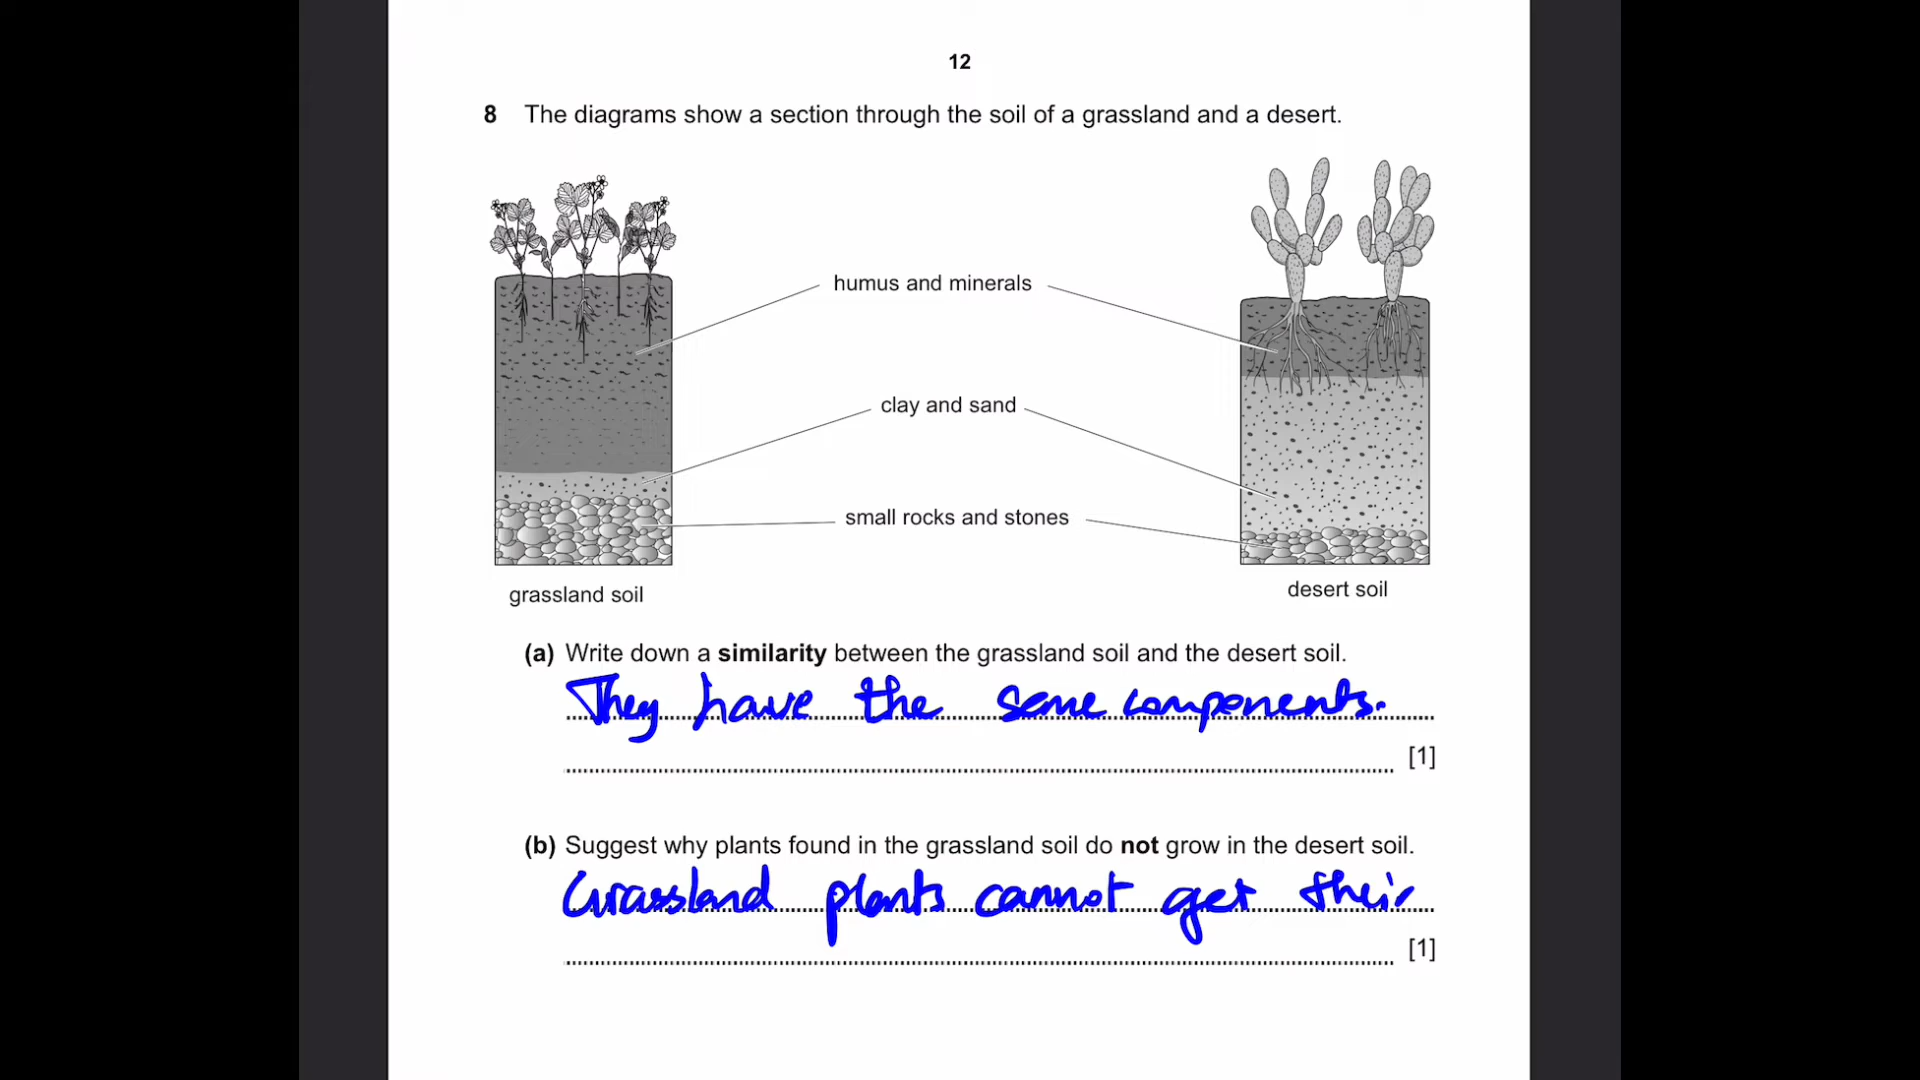 12
8 The diagrams show a section through the soil of a grassland and a desert.
humus and minerals
clay and sand
small rocks and stones
grassland soil
desert soil
(a) Write down a similarity between the grassland soil and the desert soil.
They have the same components.
[1]
(b) Suggest why plants found in the grassland soil do not grow in the desert soil.
Grassland plants cannot get their
[1]